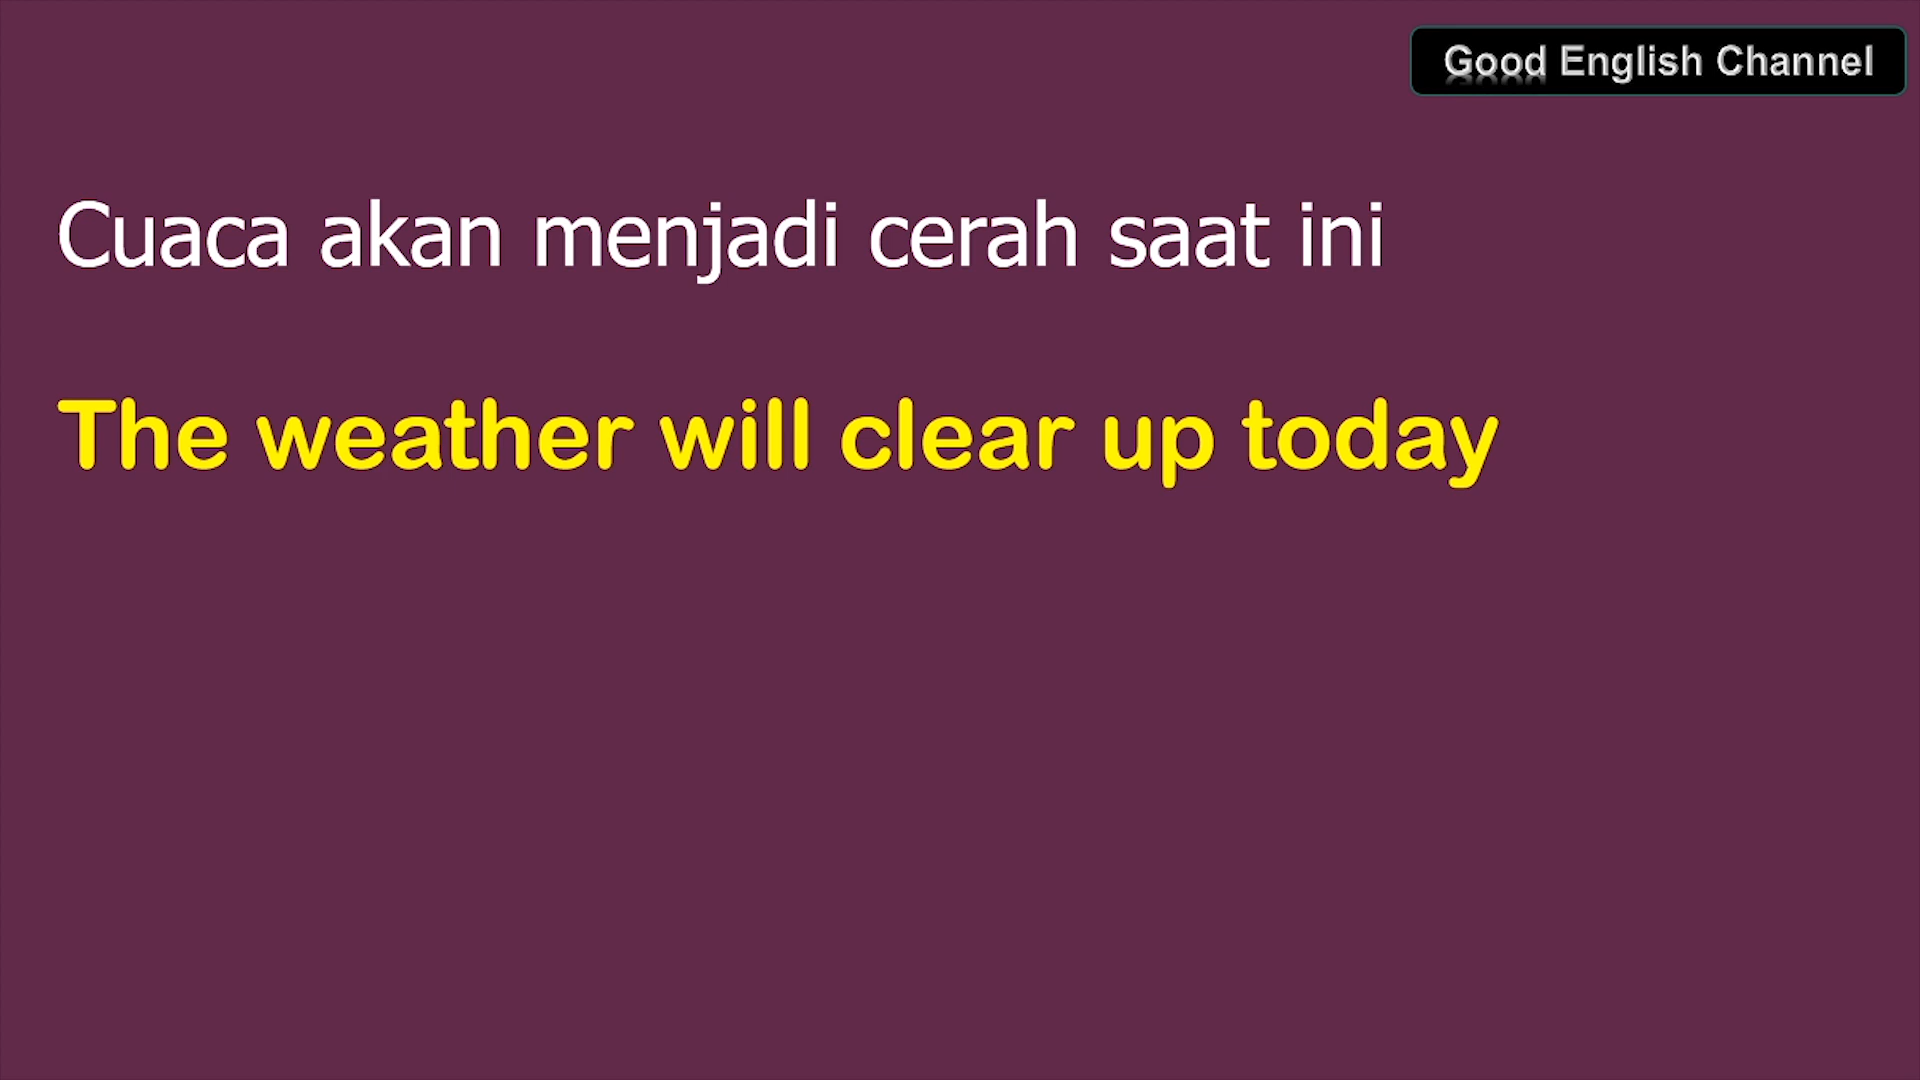 Good English Channel
Cuaca akan menjadi cerah saat ini
The weather will clear up today